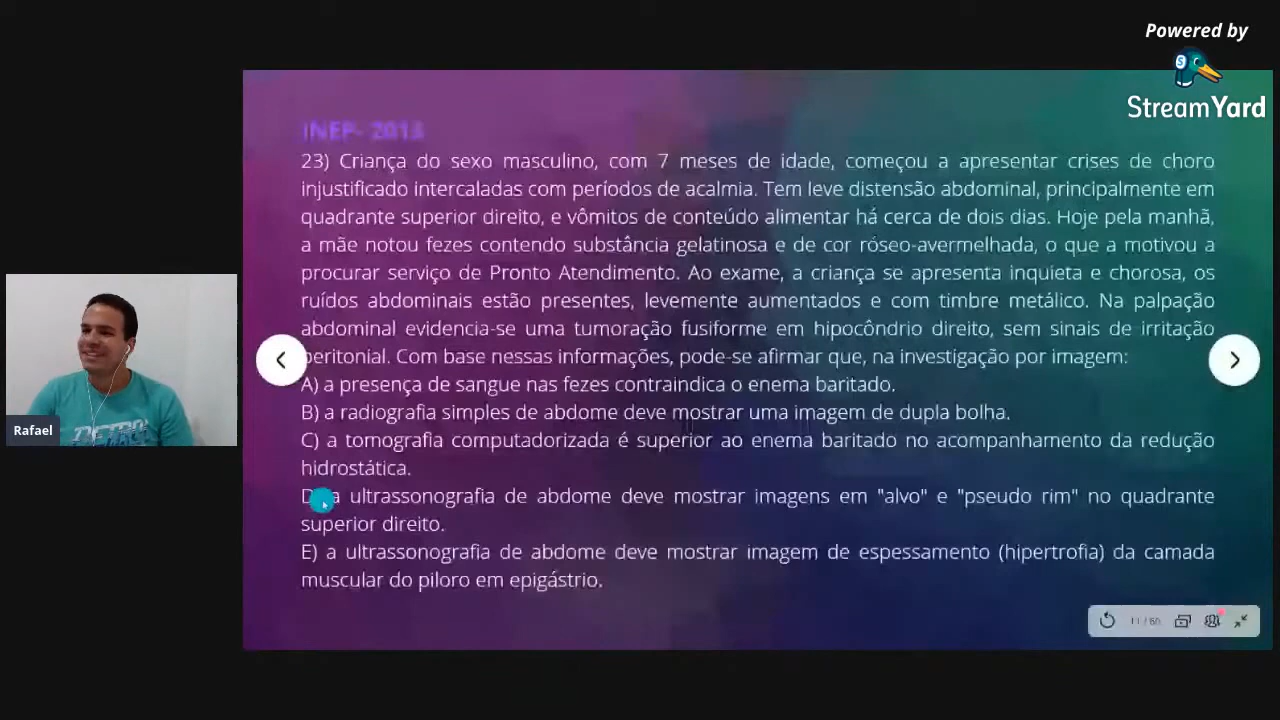 Powered by
StreamYard
INEP- 2013
23) Criança do sexo masculino, com 7 meses de idade, começou a apresentar crises de choro
injustificado intercaladas com períodos de acalmia. Tem leve distensão abdominal, principalmente em
quadrante superior direito, e vômitos de conteúdo alimentar há cerca de dois dias. Hoje pela manhã,
a mãe notou fezes contendo substância gelatinosa e de cor róseo-avermelhada, o que a motivou a
procurar serviço de Pronto Atendimento. Ao exame, a criança se apresenta inquieta e chorosa, os
ruídos abdominais estão presentes, levemente aumentados e com timbre metálico. Na palpação
abdominal evidencia-se uma tumoração fusiforme em hipocôndrio direito, sem sinais de irritação
peritonial. Com base nessas informações, pode-se afirmar que, na investigação por imagem:
A) a presença de sangue nas fezes contraindica o enema baritado.
B) a radiografia simples de abdome deve mostrar uma imagem de dupla bolha.
C) a tomografia computadorizada é superior ao enema baritado no acompanhamento da redução
hidrostática.
D) a ultrassonografia de abdome deve mostrar imagens em "alvo" e "pseudo rim" no quadrante
superior direito.
E) a ultrassonografia de abdome deve mostrar imagem de espessamento (hipertrofia) da camada
muscular do piloro em epigástrio.
Rafael
11 / 60